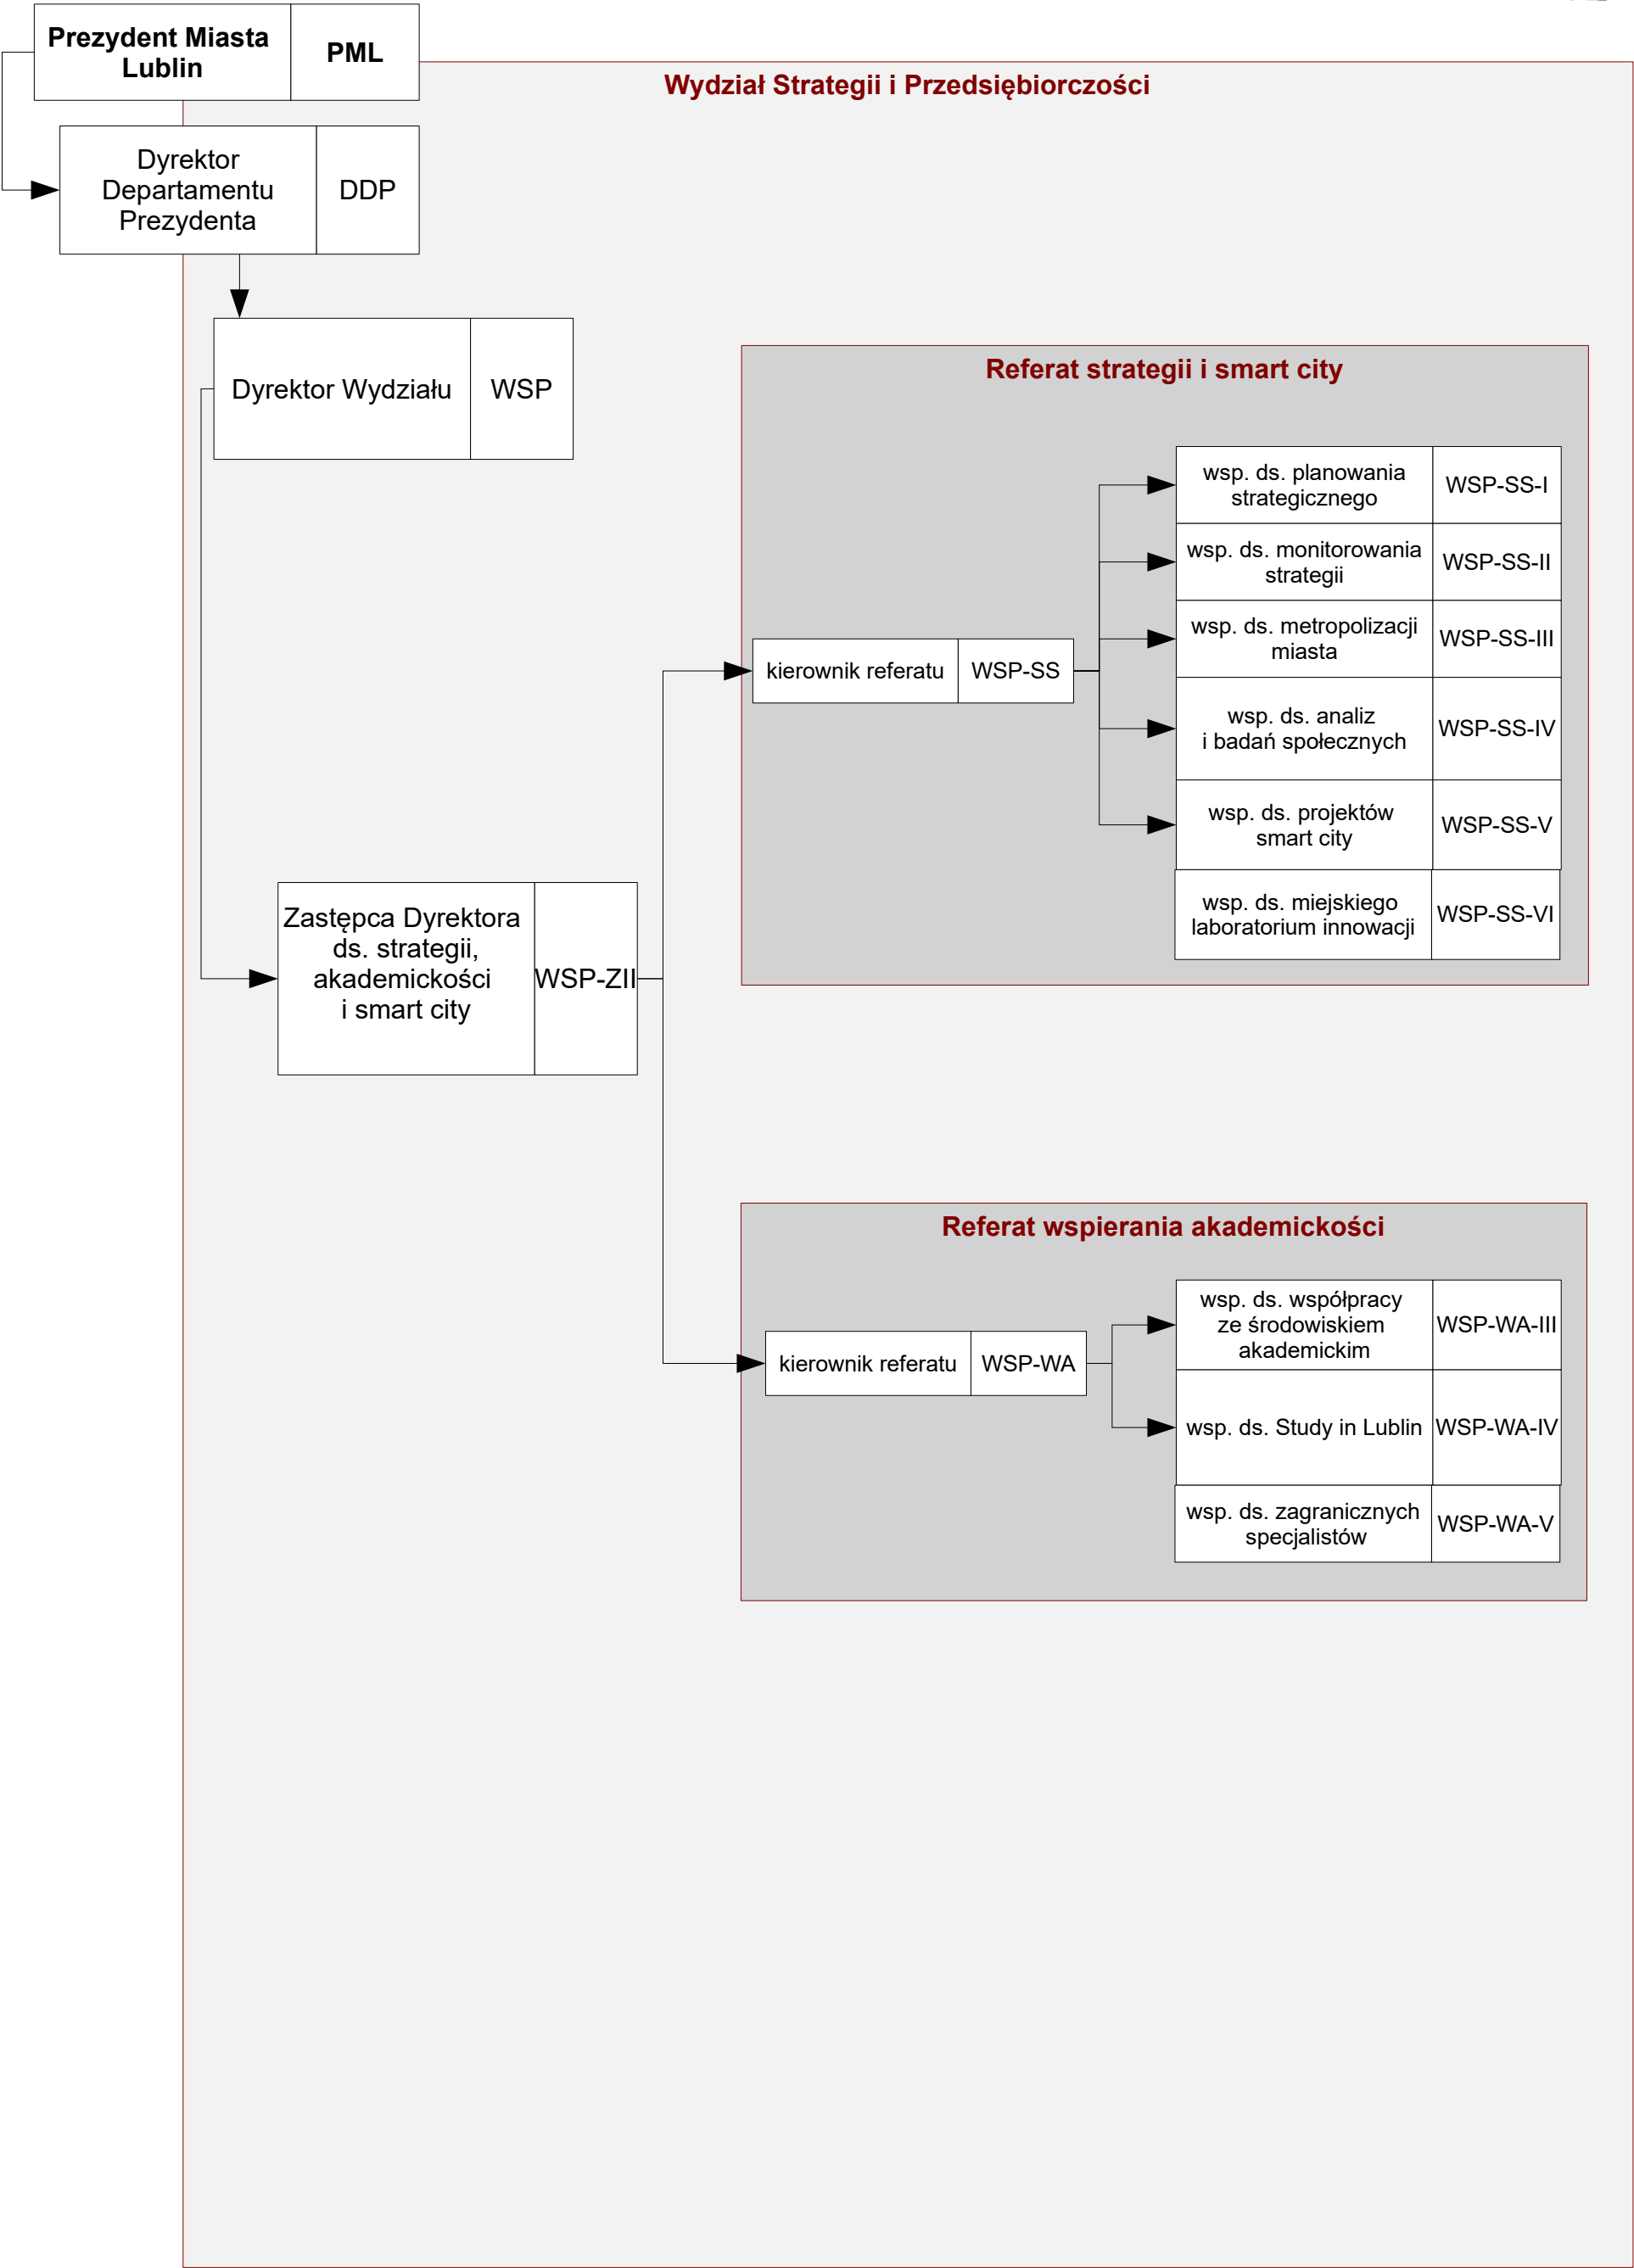 Prezydent Miasta
Lublin
PML
Wydział Strategii i Przedsiębiorczości
Dyrektor
Departamentu
Prezydenta
DDP
Dyrektor Wydziału
WSP
Referat strategii i smart city
wsp. ds. planowania
strategicznego
WSP-SS-I
wsp. ds. monitorowania
strategii
WSP-SS-II
wsp. ds. metropolizacji
miasta
WSP-SS-III
kierownik referatu
WSP-SS
wsp. ds. analiz
i badań społecznych
WSP-SS-IV
wsp. ds. projektów
smart city
WSP-SS-V
wsp. ds. miejskiego
laboratorium innowacji
WSP-SS-VI
Zastępca Dyrektora
ds. strategii,
akademickości
i smart city
WSP-ZII
Referat wspierania akademickości
wsp. ds. współpracy
ze środowiskiem
akademickim
WSP-WA-III
kierownik referatu
WSP-WA
wsp. ds. Study in Lublin
WSP-WA-IV
wsp. ds. zagranicznych
specjalistów
WSP-WA-V